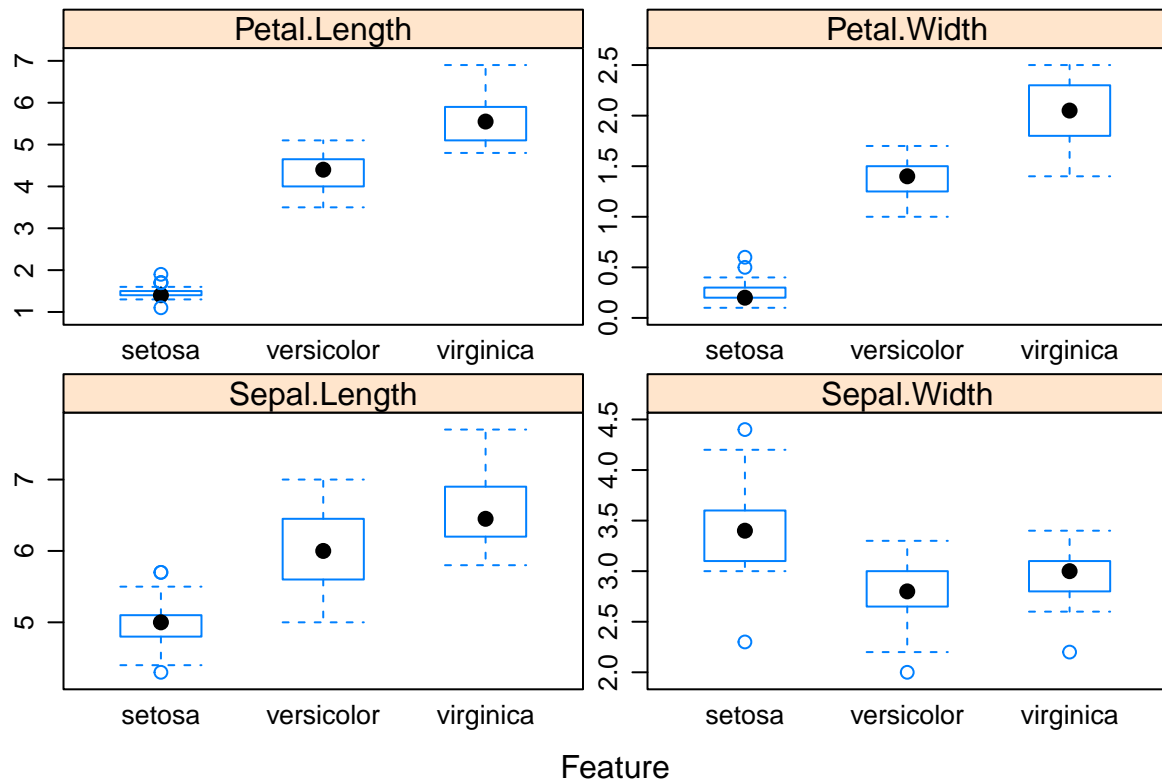 Petal.Length
7
6
5
4
3
2
1
setosa versicolor virginica
Petal.Width
2.5
2.0
1.5
1.0
0.5
0.0
setosa versicolor virginica
Sepal.Length
7
6
5
setosa versicolor virginica
Sepal.Width
4.5
4.0
3.5
3.0
2.5
2.0
setosa versicolor virginica
Feature